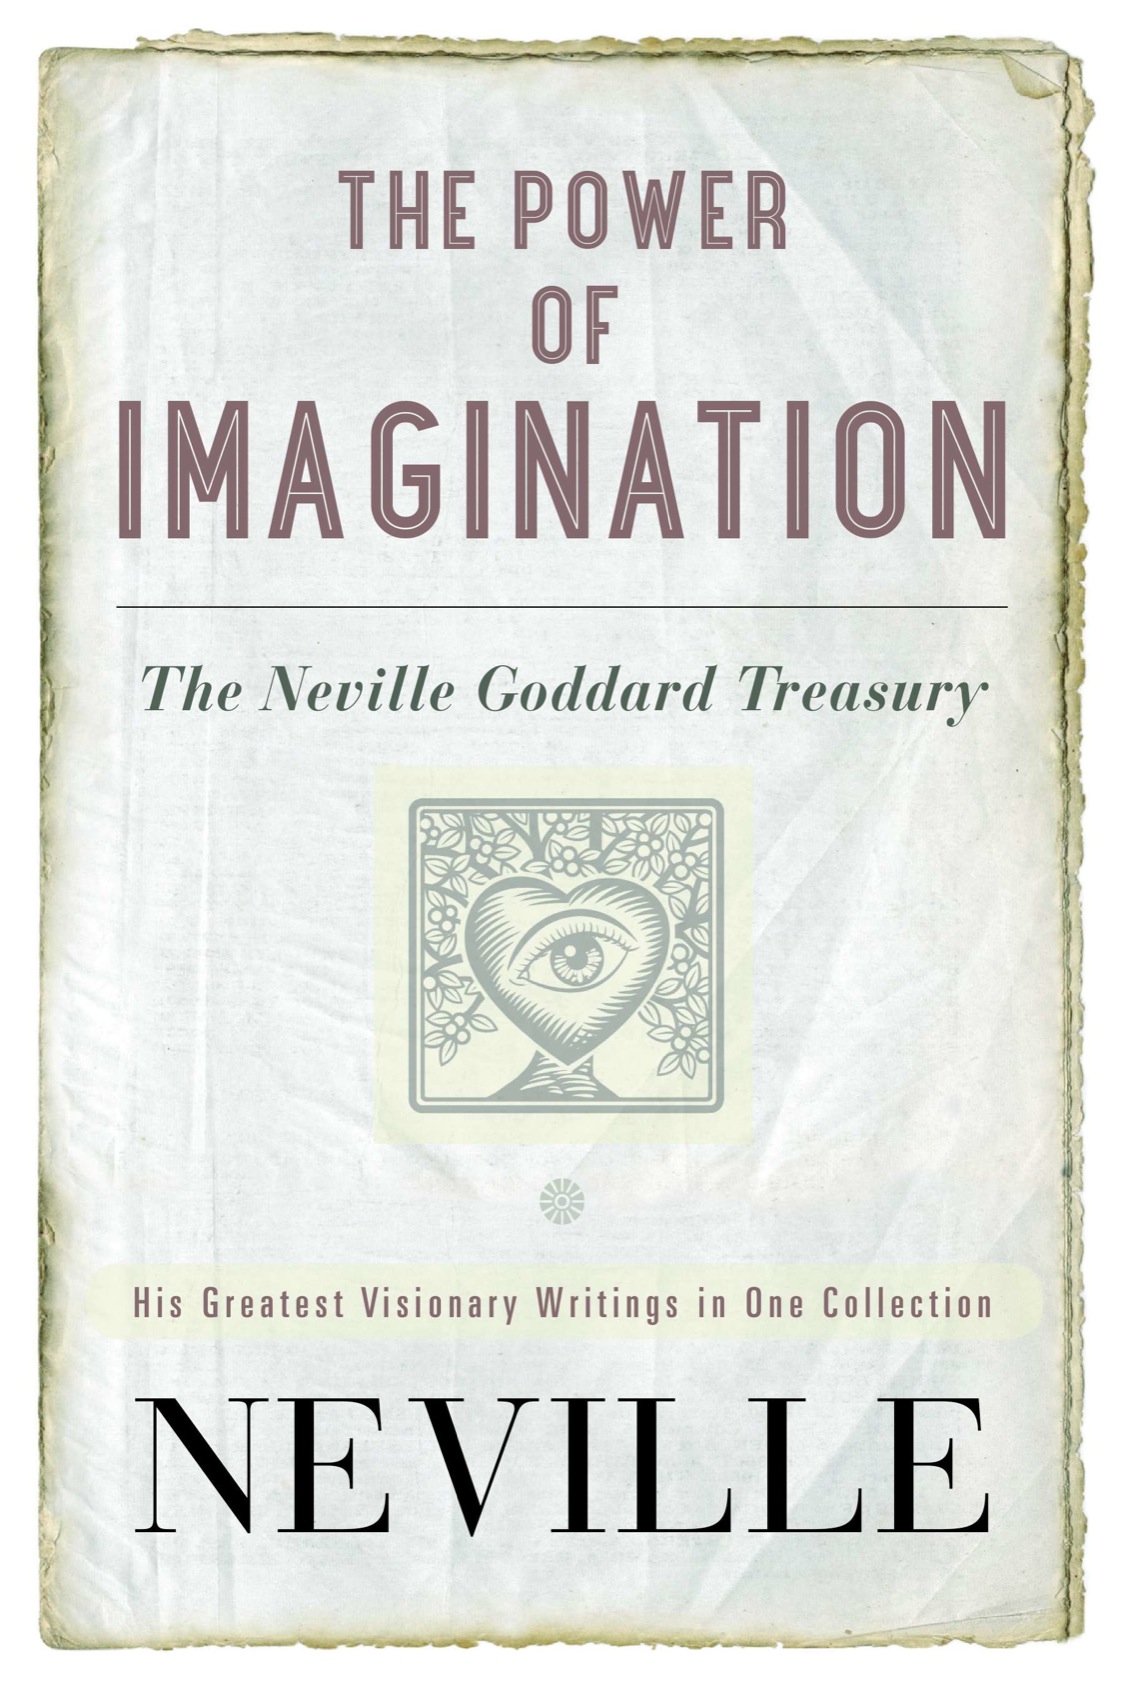 THE POWER
OF
IMAGINATION
The Neville Goddard Treasury
His Greatest Visionary Writings in One Collection
NEVILLE